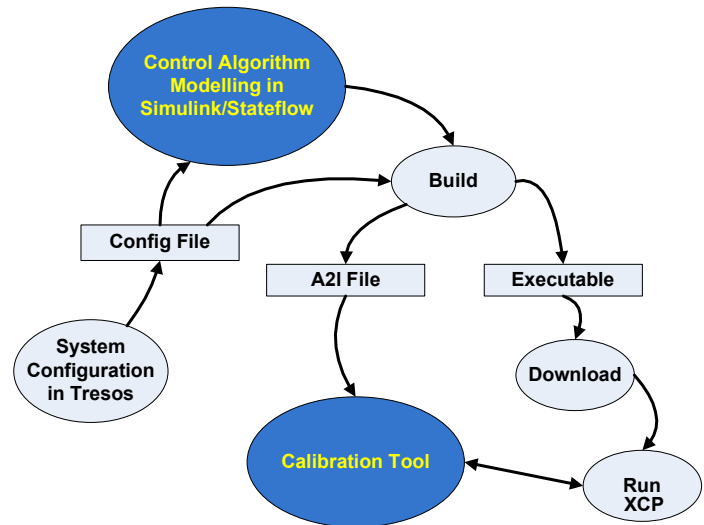 Control Algorithm
Modelling in
Simulink/Stateflow
Build
Config File
A2l File
Executable
System
Configuration
in Tresos
Download
Calibration Tool
Run
XCP